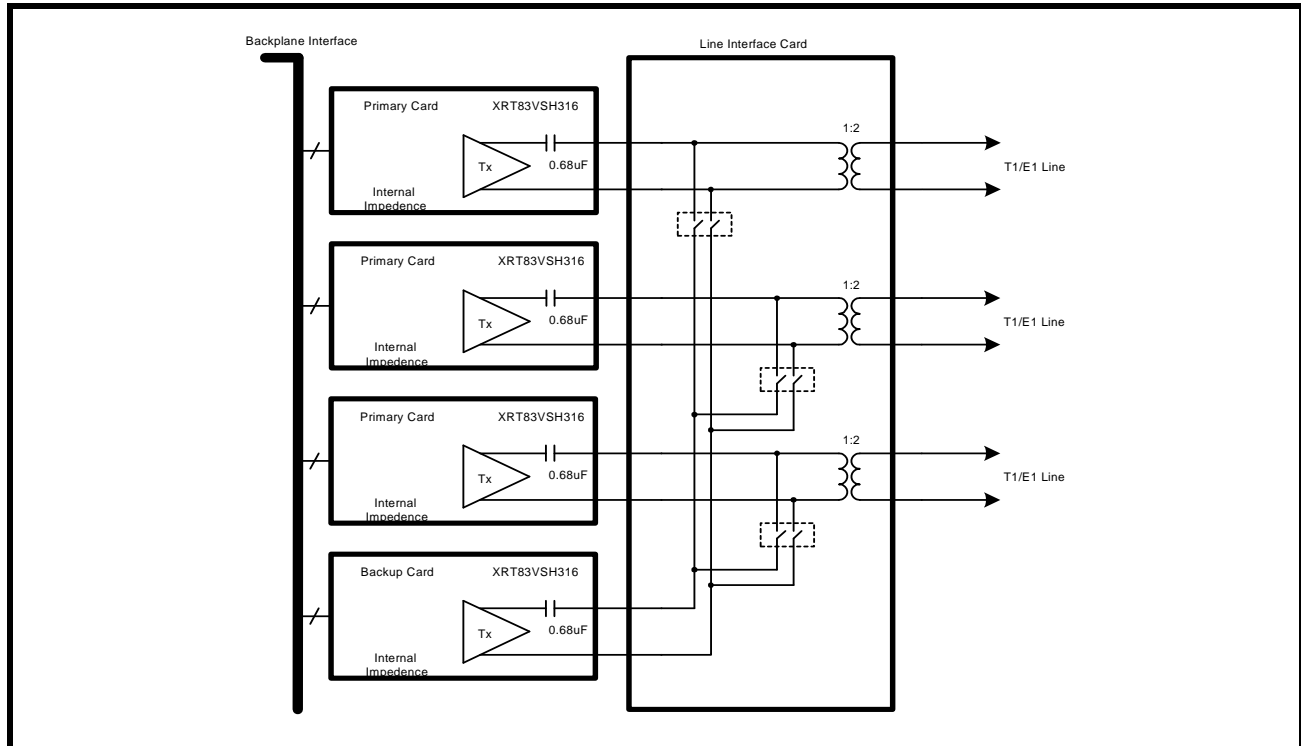 Backplane Interface
Line Interface Card
Primary Card XRT83VSH316
1:2
Tx
0.68uF
T1/E1 Line
Internal
Impedence
Primary Card XRT83VSH316
1:2
Tx
0.68uF
T1/E1 Line
Internal
Impedence
Primary Card XRT83VSH316
1:2
Tx
0.68uF
T1/E1 Line
Internal
Impedence
Backup Card XRT83VSH316
Tx
0.68uF
Internal
Impedence